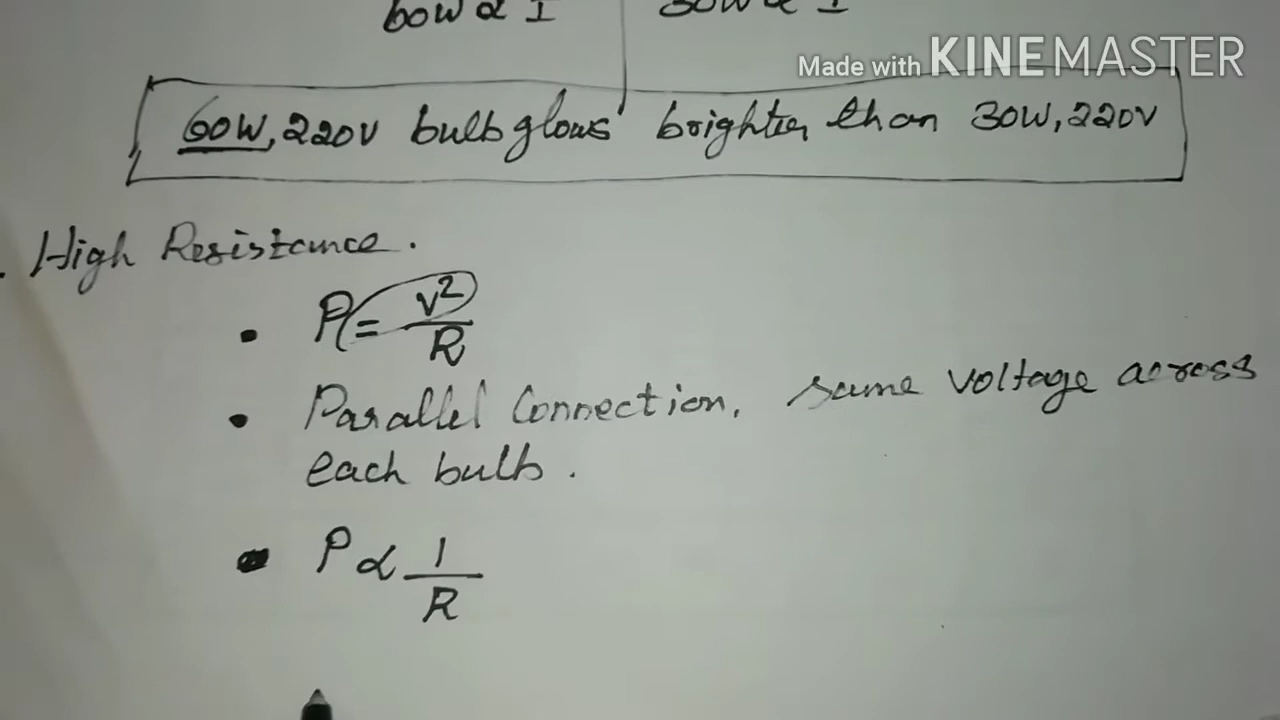 60W α I
30W α I
Made with KINEMASTER
60W, 220V bulb glows brighter than 30W, 220V
. High Resistance.
• P = V²/R
• Parallel Connection, same voltage across
each bulb.
• P α 1/R